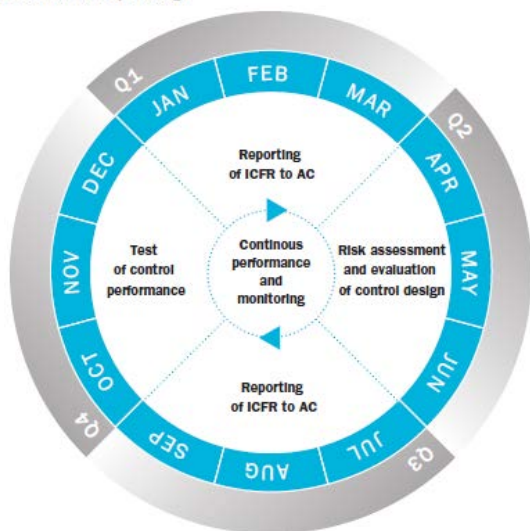 Q1
JAN
FEB
MAR
Q2
APR
MAY
JUN
Q3
JUL
AUG
SEP
Q4
OCT
NOV
DEC
Reporting
of ICFR to AC
Test
of control
performance
Continous
performance
and
monitoring
Risk assessment
and evaluation
of control design
Reporting
of ICFR to AC